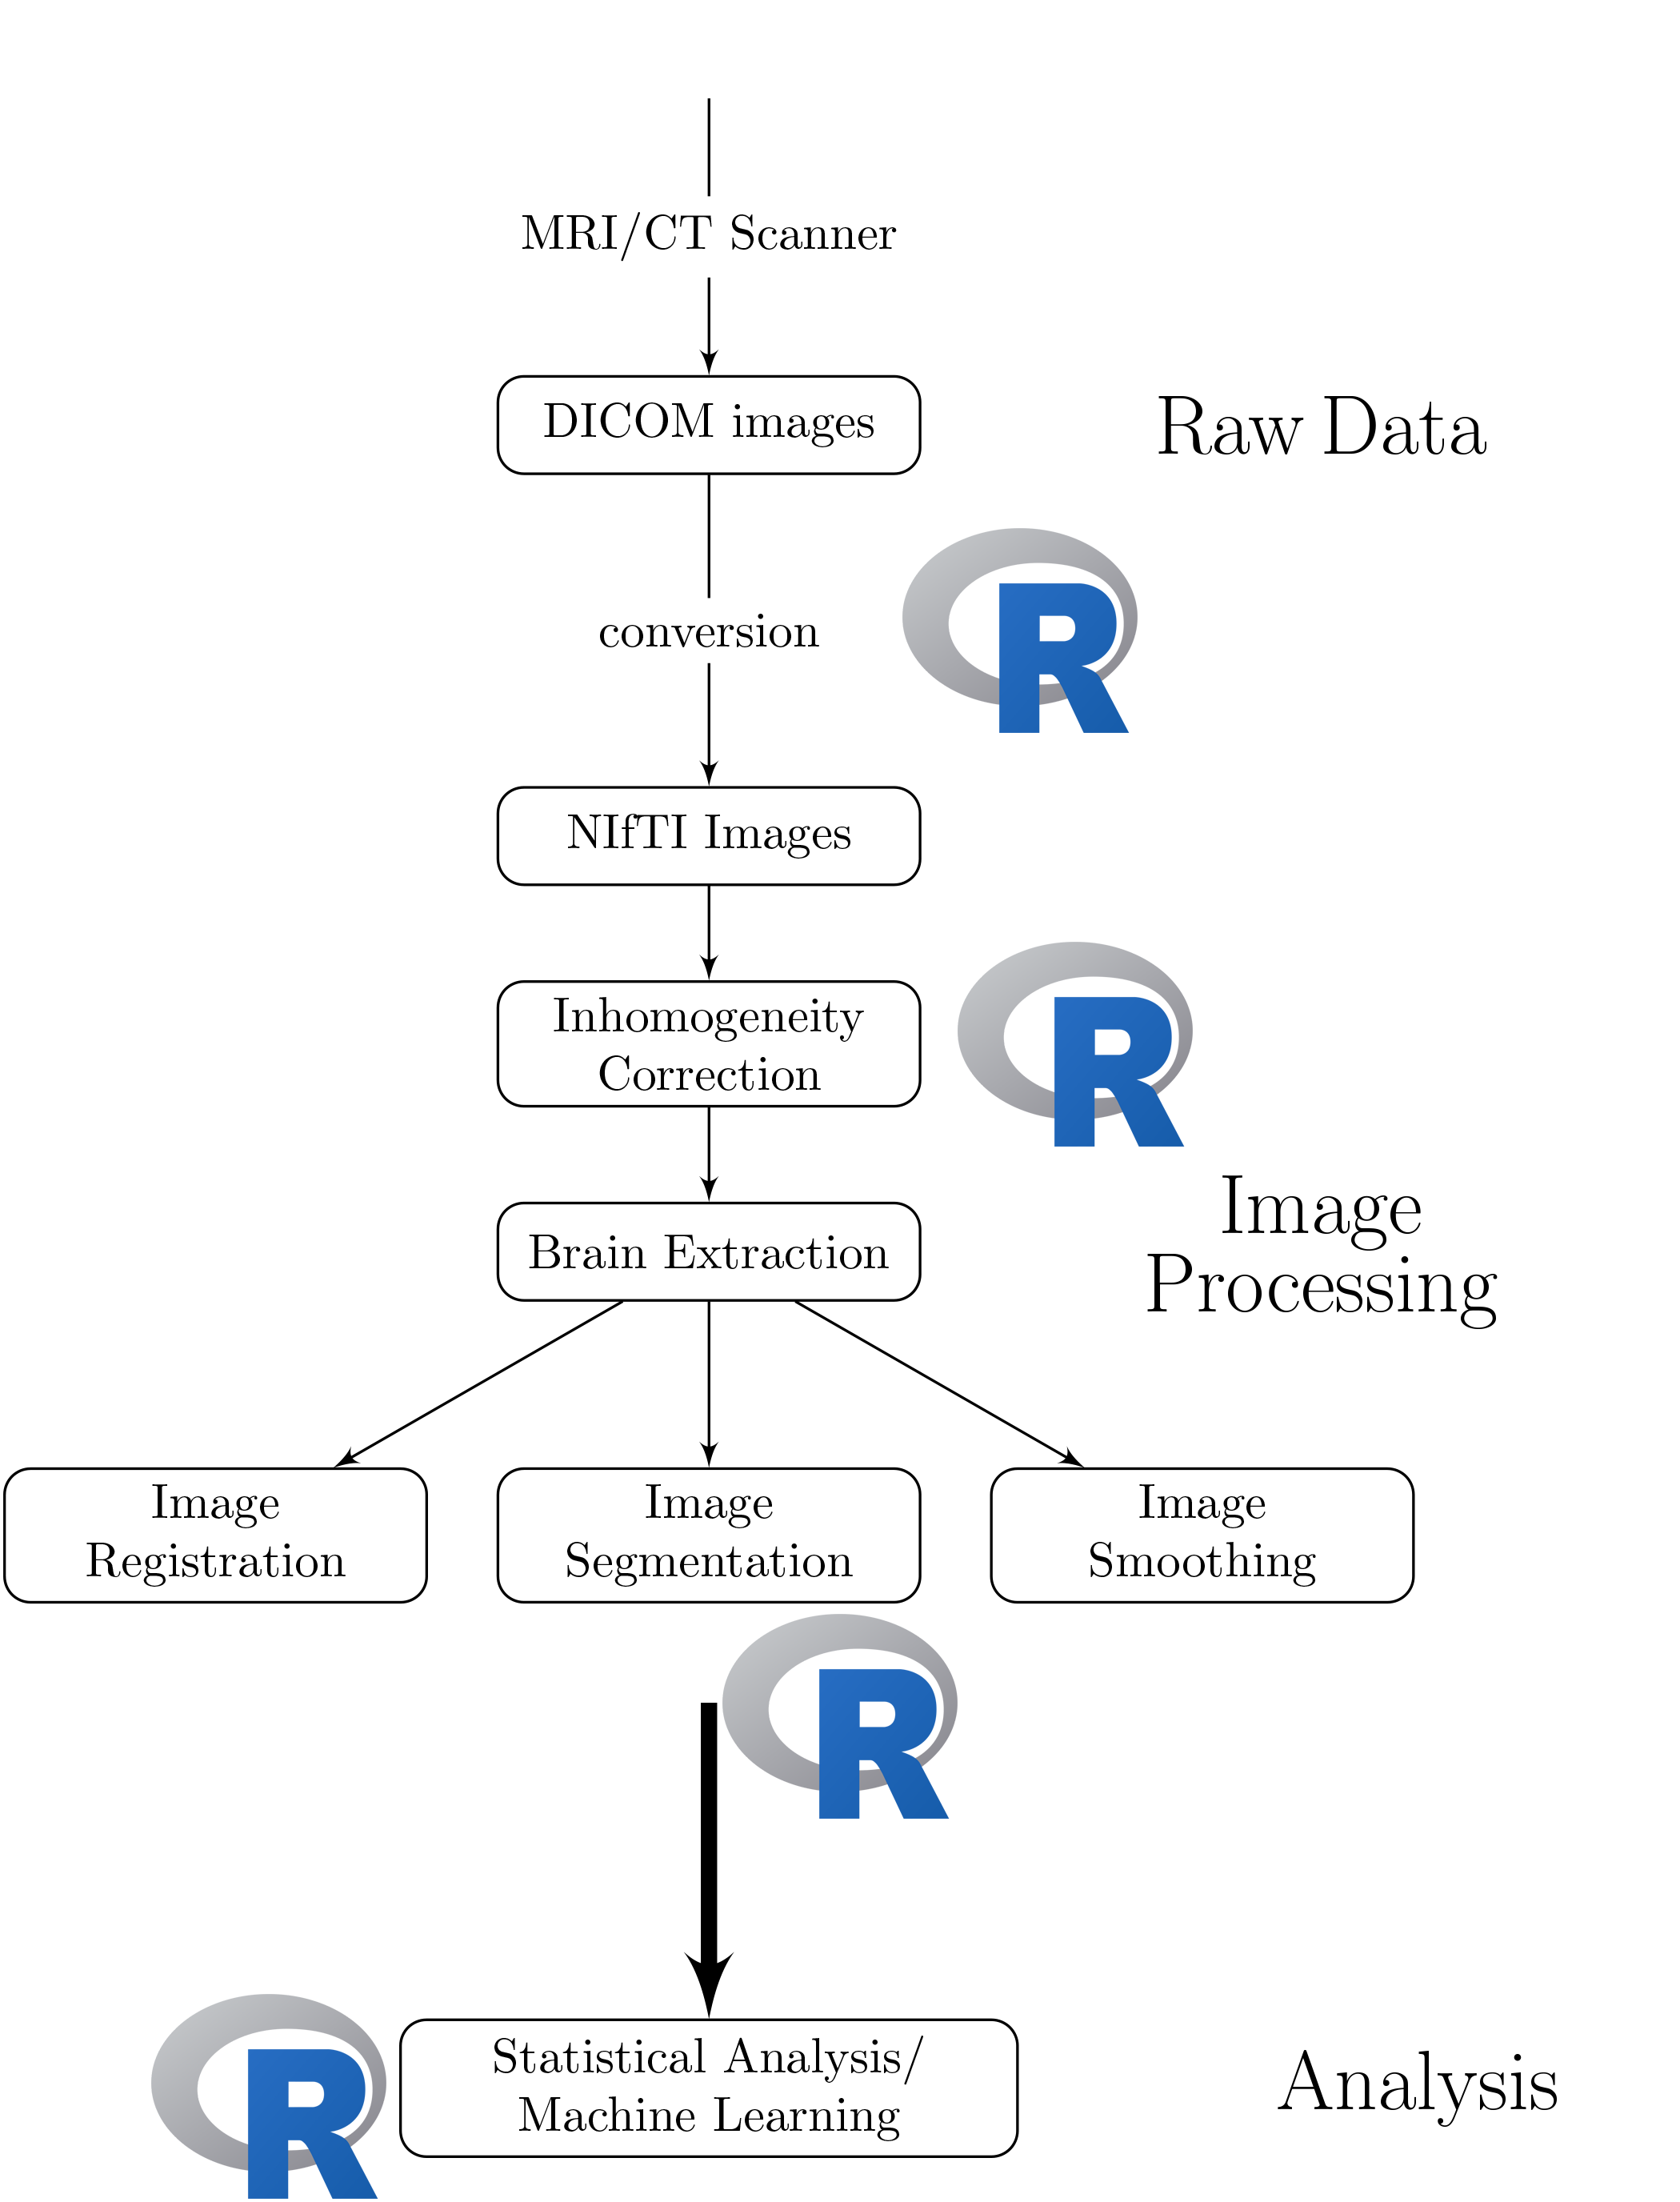 MRI/CT Scanner
DICOM images
Raw Data
R
conversion
NIfTI Images
R
Inhomogeneity
Correction
Brain Extraction
Image
Processing
Image
Registration
Image
Segmentation
Image
Smoothing
R
R
Statistical Analysis/
Machine Learning
Analysis